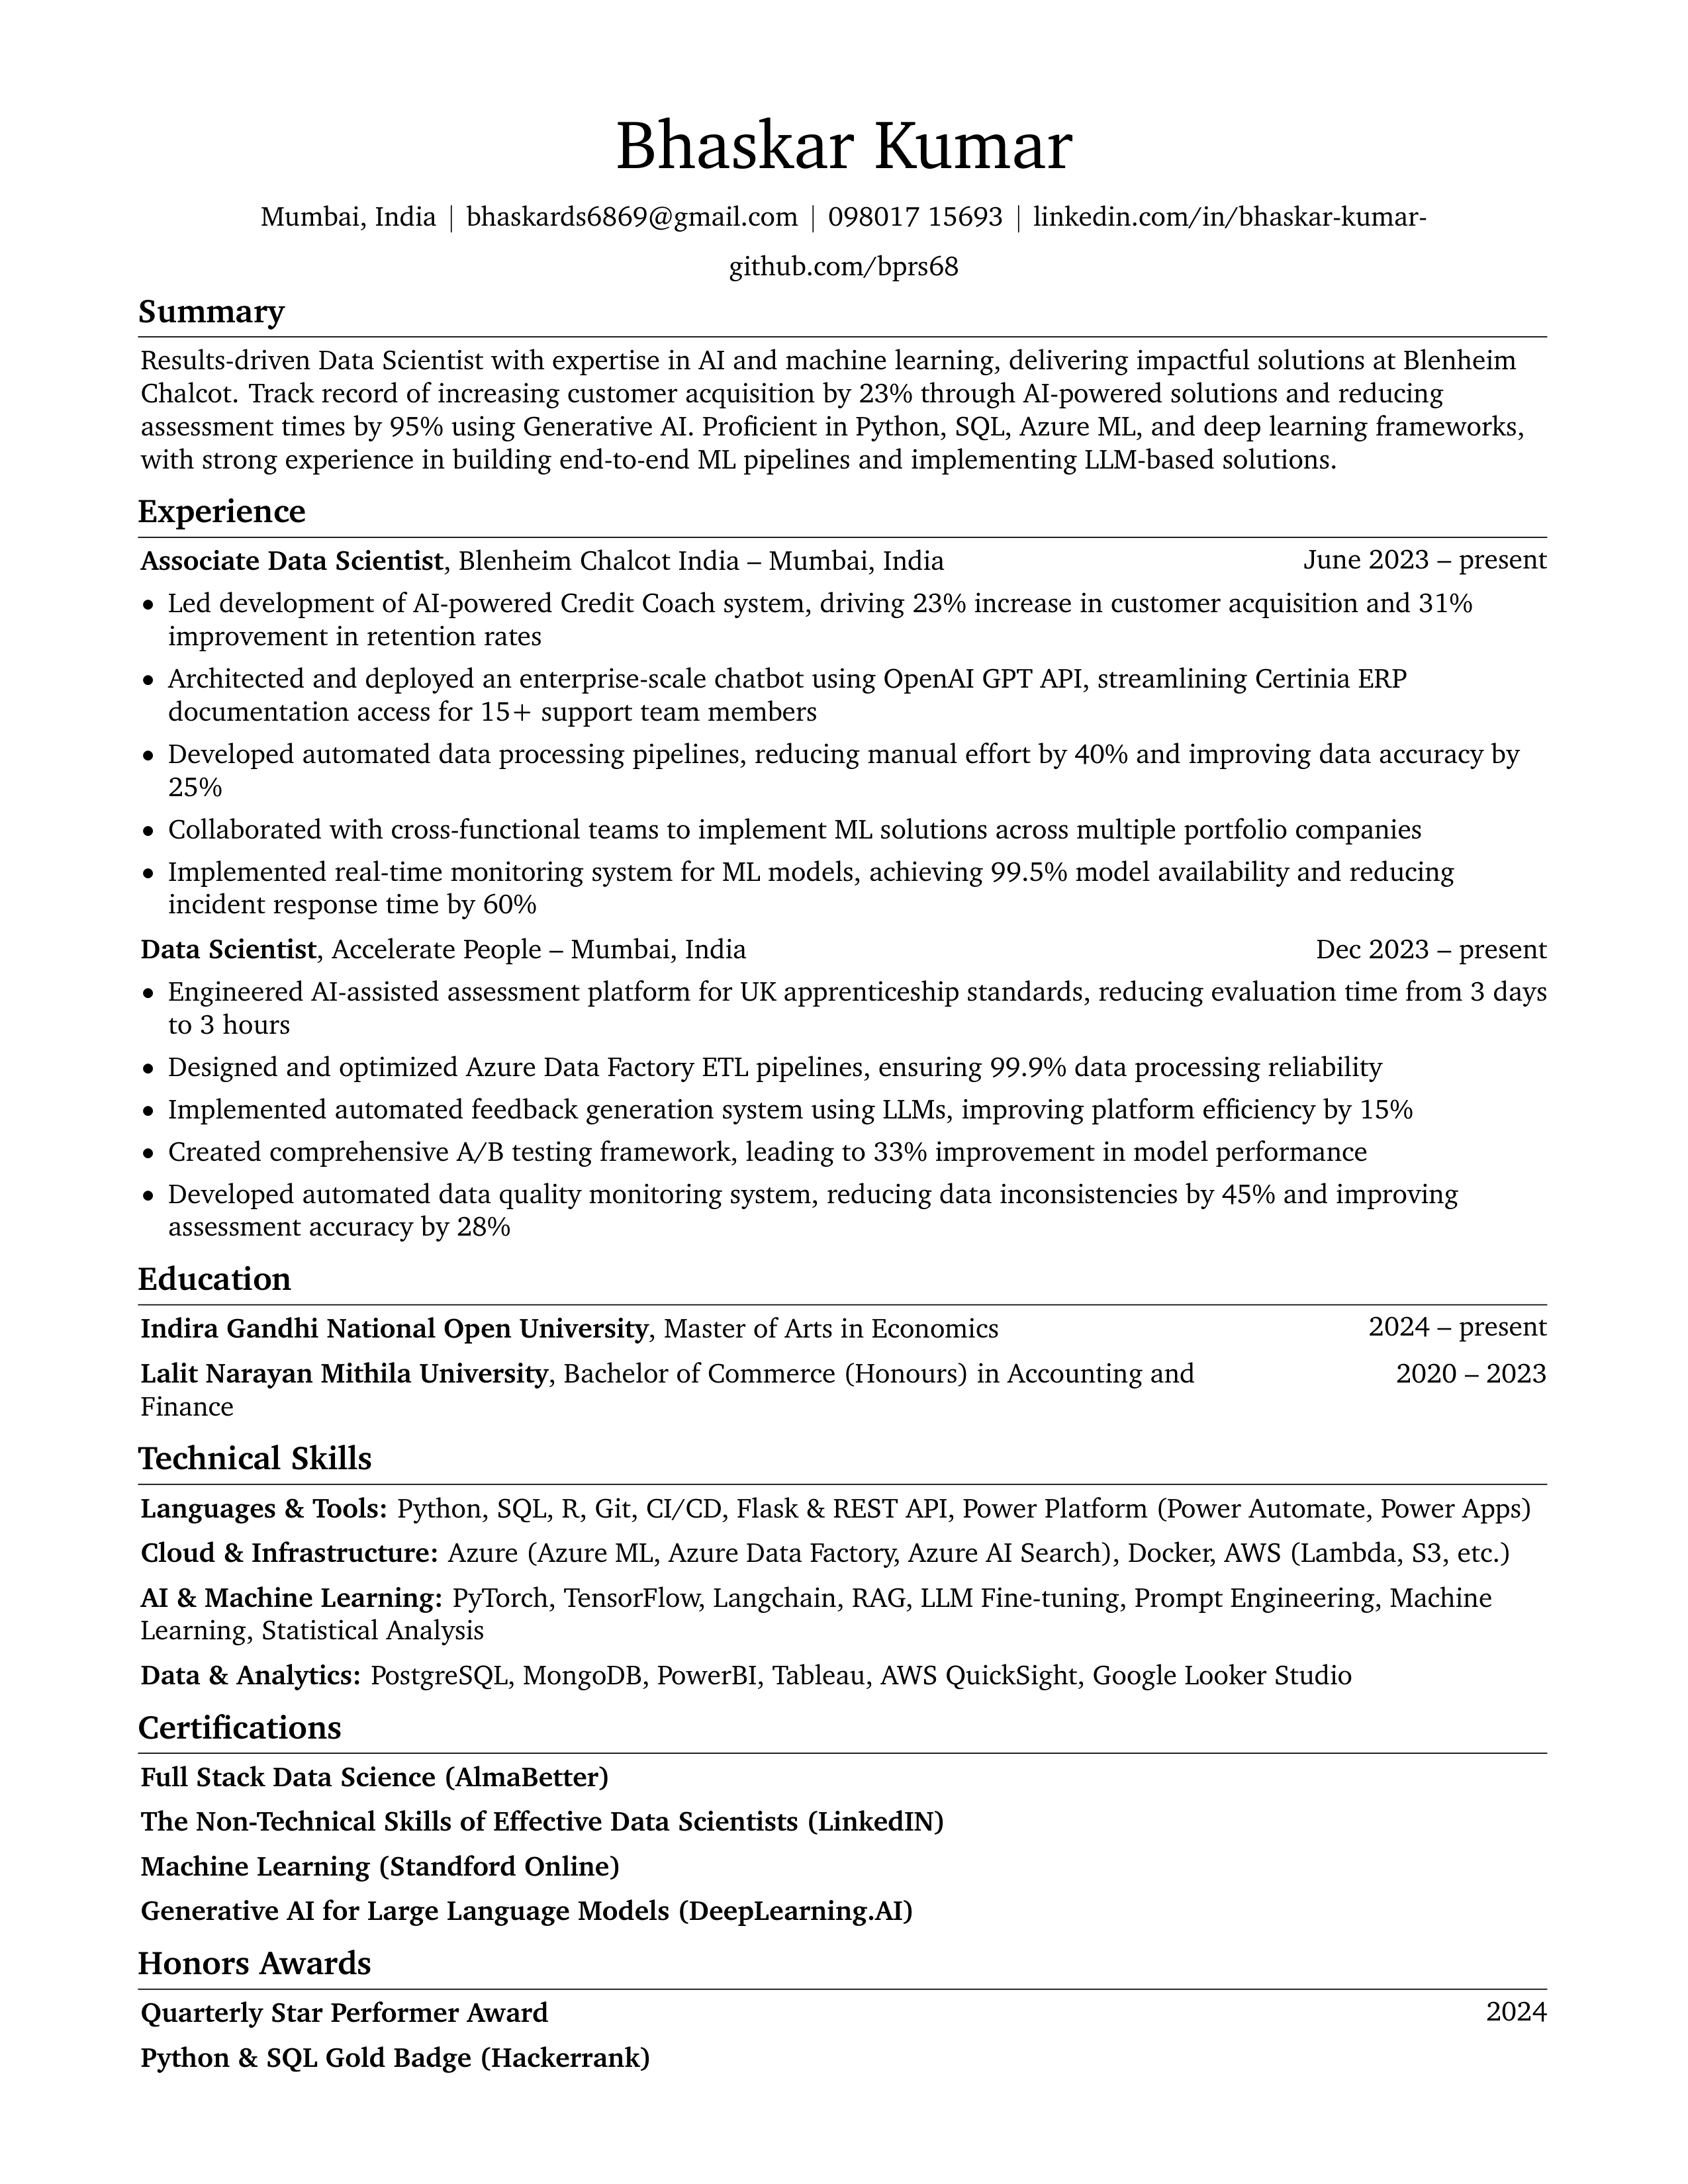 Bhaskar Kumar
Mumbai, India | bhaskards6869@gmail.com | 098017 15693 | linkedin.com/in/bhaskar-kumar-
github.com/bprs68
Summary
Results-driven Data Scientist with expertise in AI and machine learning, delivering impactful solutions at Blenheim
Chalcot. Track record of increasing customer acquisition by 23% through AI-powered solutions and reducing
assessment times by 95% using Generative AI. Proficient in Python, SQL, Azure ML, and deep learning frameworks,
with strong experience in building end-to-end ML pipelines and implementing LLM-based solutions.
Experience
Associate Data Scientist, Blenheim Chalcot India – Mumbai, India June 2023 – present
• Led development of AI-powered Credit Coach system, driving 23% increase in customer acquisition and 31%
improvement in retention rates
• Architected and deployed an enterprise-scale chatbot using OpenAI GPT API, streamlining Certinia ERP
documentation access for 15+ support team members
• Developed automated data processing pipelines, reducing manual effort by 40% and improving data accuracy by
25%
• Collaborated with cross-functional teams to implement ML solutions across multiple portfolio companies
• Implemented real-time monitoring system for ML models, achieving 99.5% model availability and reducing
incident response time by 60%
Data Scientist, Accelerate People – Mumbai, India Dec 2023 – present
• Engineered AI-assisted assessment platform for UK apprenticeship standards, reducing evaluation time from 3 days
to 3 hours
• Designed and optimized Azure Data Factory ETL pipelines, ensuring 99.9% data processing reliability
• Implemented automated feedback generation system using LLMs, improving platform efficiency by 15%
• Created comprehensive A/B testing framework, leading to 33% improvement in model performance
• Developed automated data quality monitoring system, reducing data inconsistencies by 45% and improving
assessment accuracy by 28%
Education
Indira Gandhi National Open University, Master of Arts in Economics 2024 – present
Lalit Narayan Mithila University, Bachelor of Commerce (Honours) in Accounting and 2020 – 2023
Finance
Technical Skills
Languages & Tools: Python, SQL, R, Git, CI/CD, Flask & REST API, Power Platform (Power Automate, Power Apps)
Cloud & Infrastructure: Azure (Azure ML, Azure Data Factory, Azure AI Search), Docker, AWS (Lambda, S3, etc.)
AI & Machine Learning: PyTorch, TensorFlow, Langchain, RAG, LLM Fine-tuning, Prompt Engineering, Machine
Learning, Statistical Analysis
Data & Analytics: PostgreSQL, MongoDB, PowerBI, Tableau, AWS QuickSight, Google Looker Studio
Certifications
Full Stack Data Science (AlmaBetter)
The Non-Technical Skills of Effective Data Scientists (LinkedIN)
Machine Learning (Standford Online)
Generative AI for Large Language Models (DeepLearning.AI)
Honors Awards
Quarterly Star Performer Award 2024
Python & SQL Gold Badge (Hackerrank)